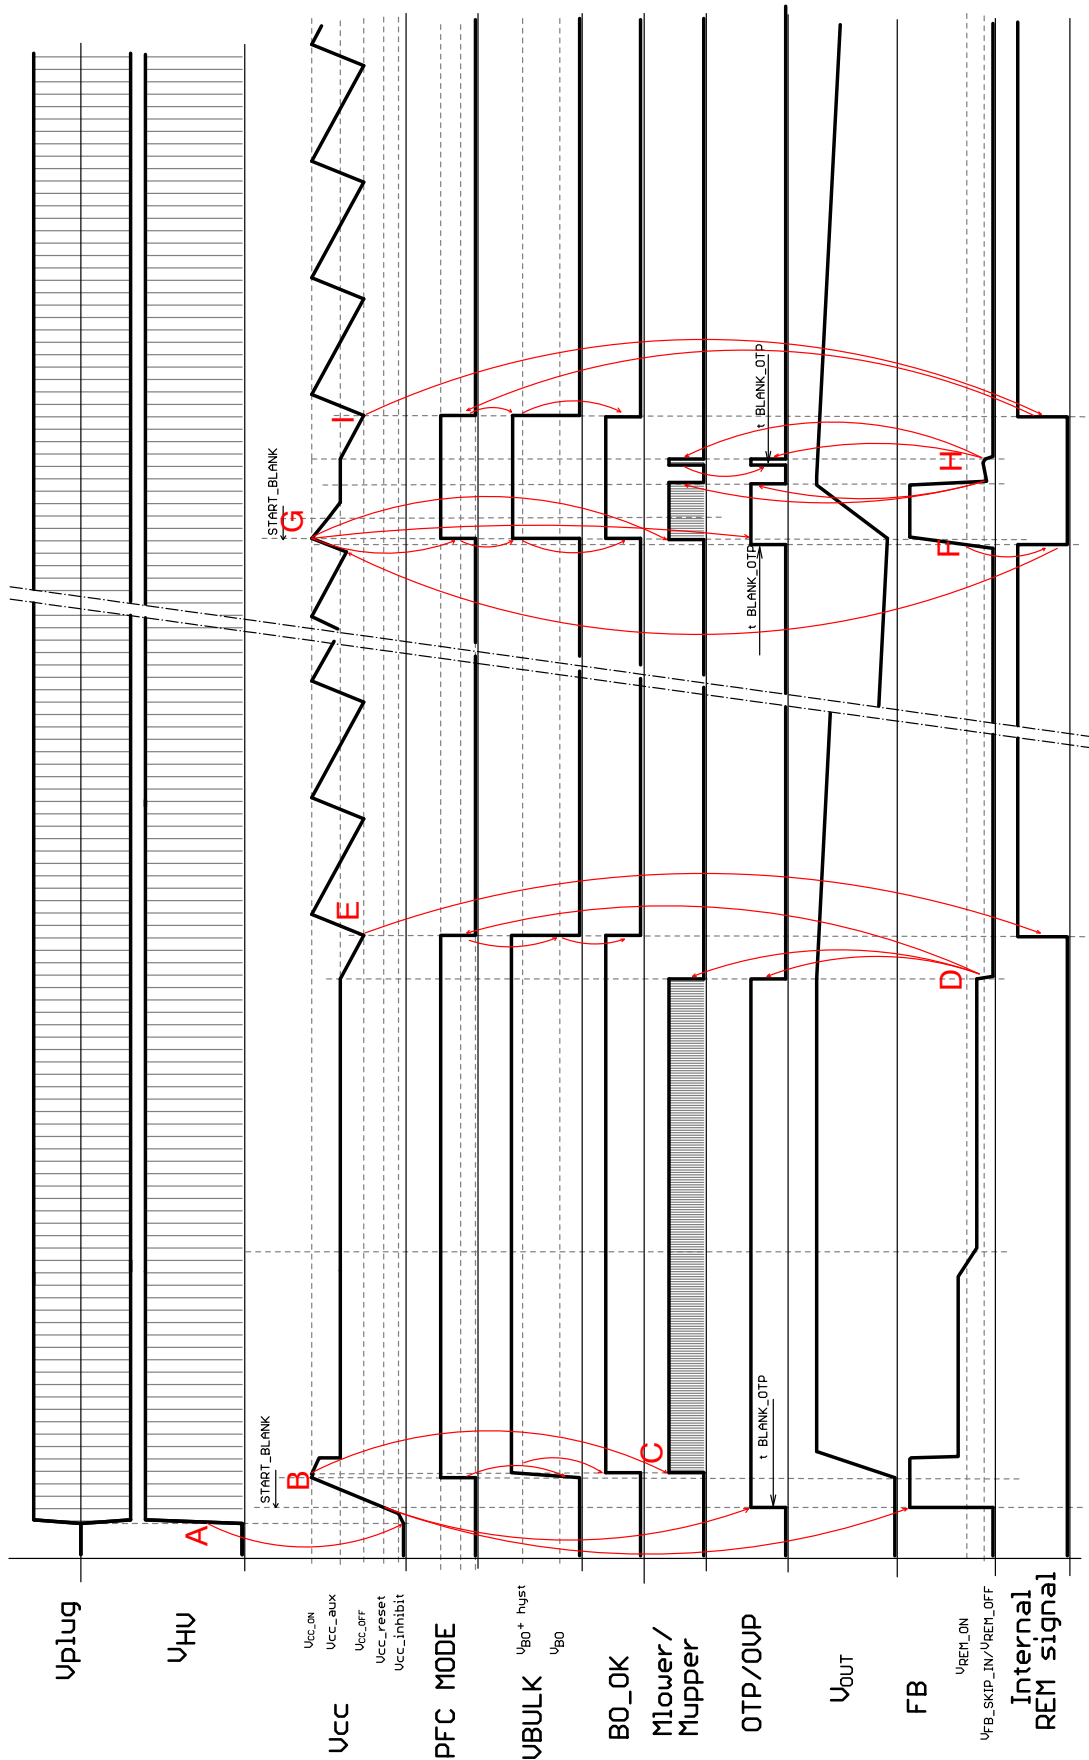 Vplug
VHV
Vcc
VCC_ON
Vcc_aux
VCC_OFF
Vcc_reset
Vcc_inhibit
PFC MODE
VBULK
VBO + hyst
VBO
BO_OK
Mlower/
Mupper
OTP/OVP
VOUT
FB
VREM_ON
VFB_SKIP_IN/VREM_OFF
Internal
REM signal
A
B
START_BLANK
C
t BLANK_OTP
D
E
F
G
START_BLANK
t BLANK_OTP
H
I
t BLANK_OTP